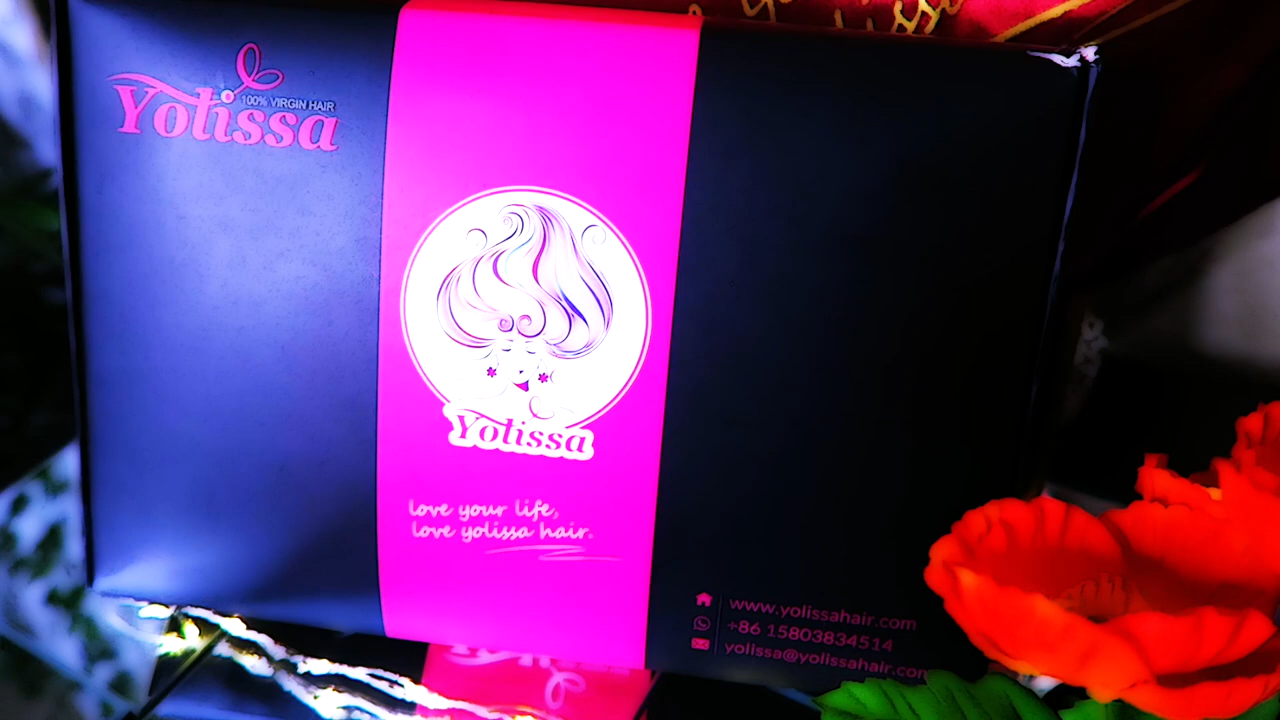 100% VIRGIN HAIR
Yolissa
Yolissa
love your life,
love yolissa hair.
www.yolissahair.com
+86 15803834514
yolissa@yolissahair.com